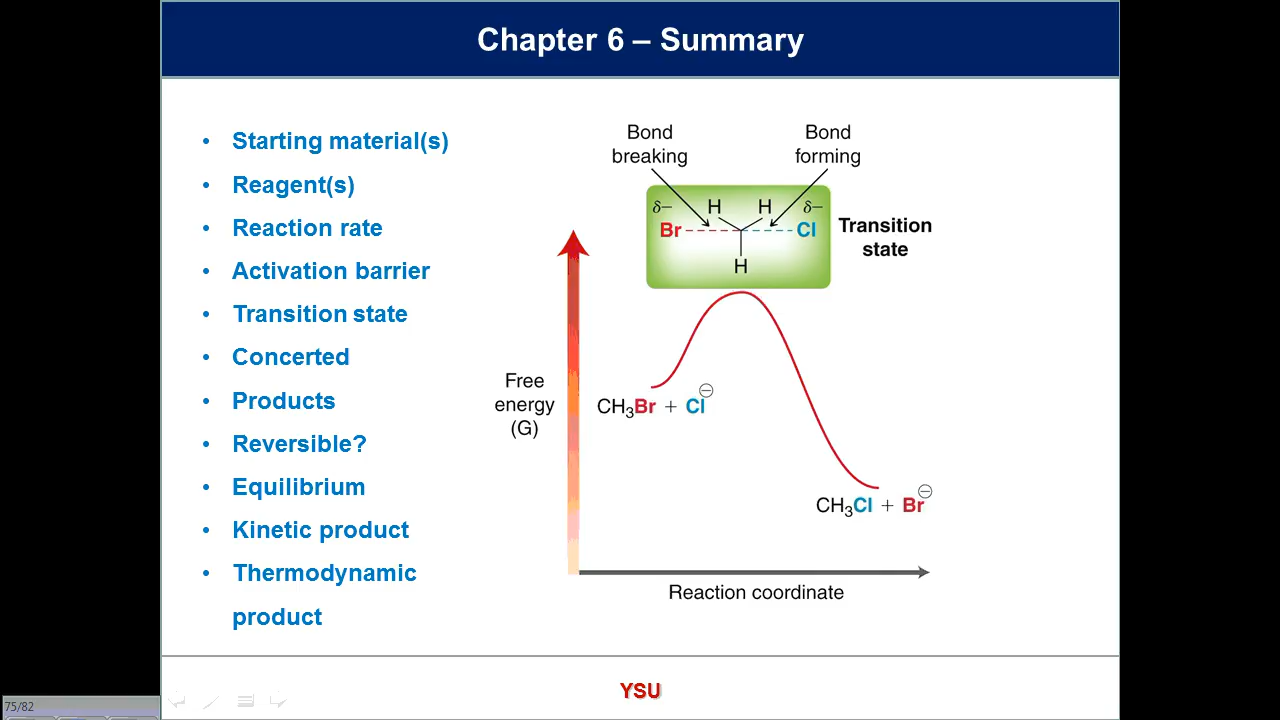 Chapter 6 – Summary
• Starting material(s)
• Reagent(s)
• Reaction rate
• Activation barrier
• Transition state
• Concerted
• Products
• Reversible?
• Equilibrium
• Kinetic product
• Thermodynamic
product
Bond
breaking
Bond
forming
δ− H H δ−
Br Cl
H
Transition
state
Free
energy
(G)
CH₃Br + Cl⊖
CH₃Cl + Br⊖
Reaction coordinate
YSU
75/82